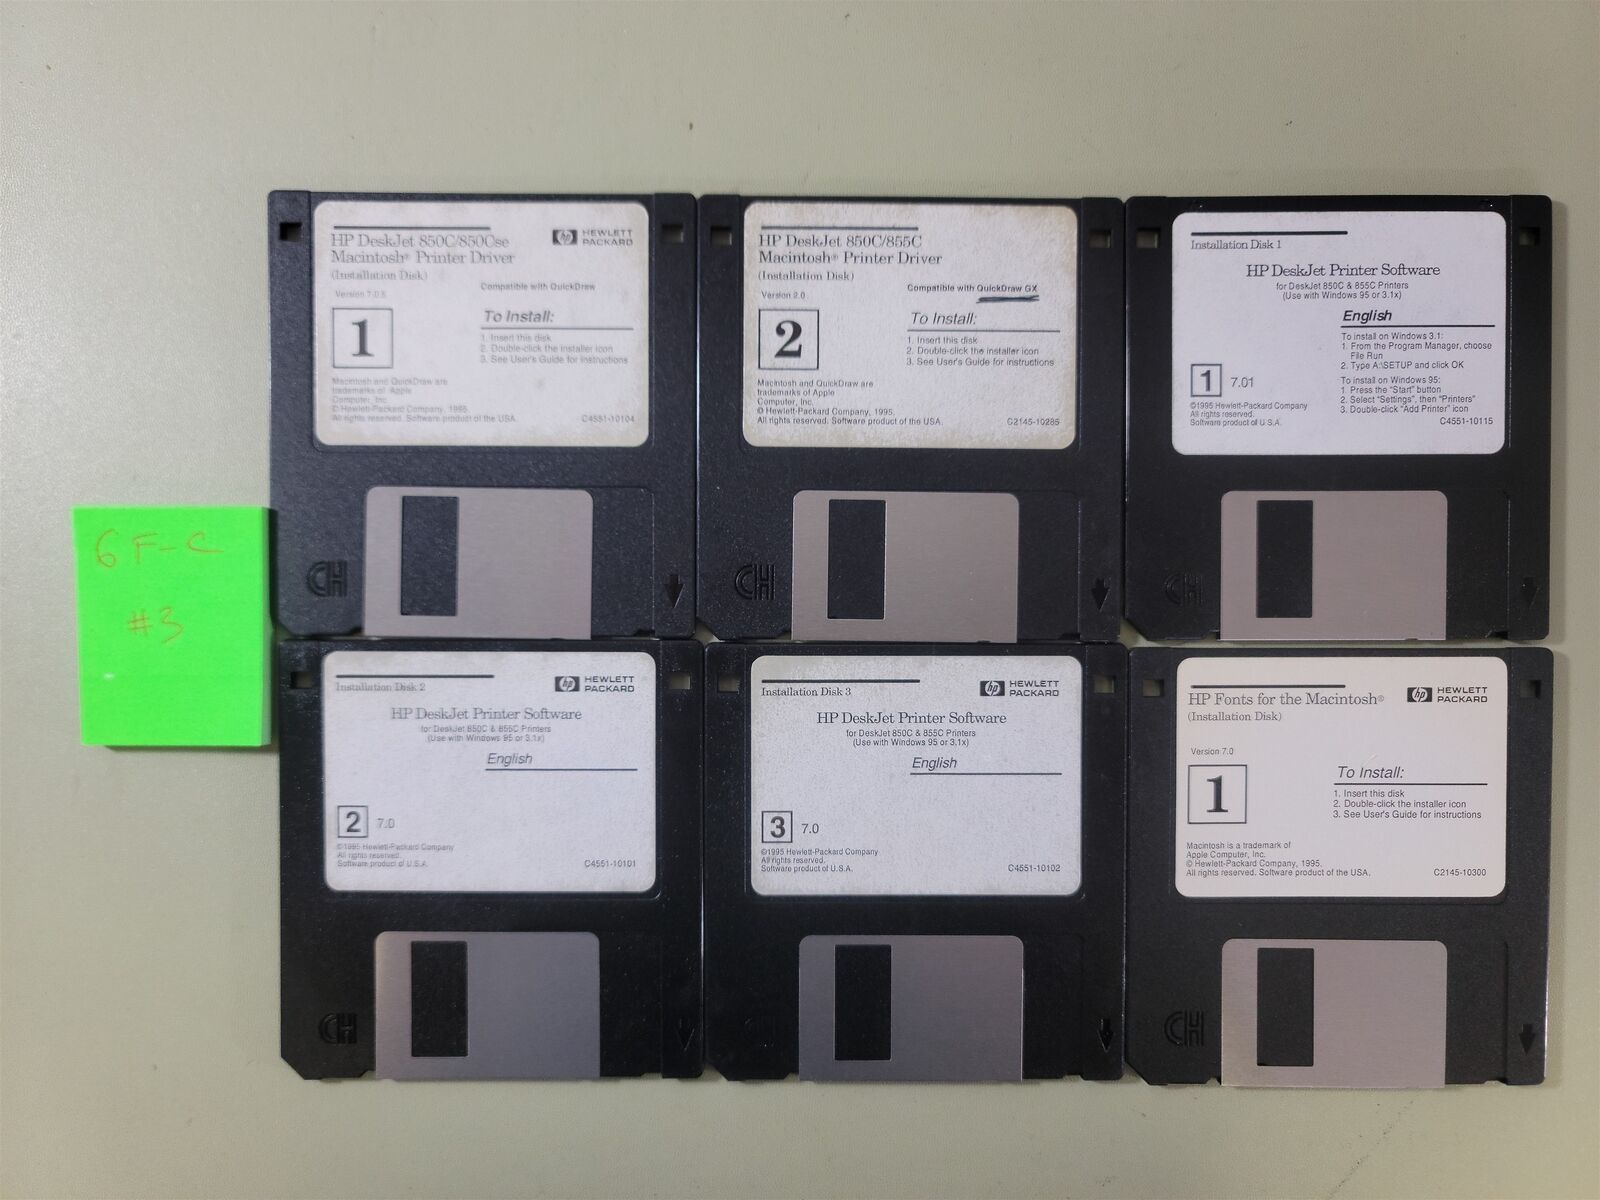 HP DeskJet 850C/850Cse
Macintosh® Printer Driver
(Installation Disk)
HEWLETT
PACKARD
hp
Version 7.0
Compatible with QuickDraw
1
To Install:
1. Insert this disk
2. Double-click the installer icon
3. See User's Guide for instructions
Macintosh and QuickDraw are
trademarks of Apple
Computer, Inc.
© Hewlett-Packard Company, 1995.
All rights reserved. Software product of the USA.
C4551-10104
CH
HP DeskJet 850C/855C
Macintosh® Printer Driver
(Installation Disk)
Version 2.0
Compatible with QuickDraw GX
2
To Install:
1. Insert this disk
2. Double-click the installer icon
3. See User's Guide for instructions
Macintosh and QuickDraw are
trademarks of Apple
Computer, Inc.
© Hewlett-Packard Company, 1995.
All rights reserved. Software product of the USA.
C2145-10285
CH
Installation Disk 1
HP DeskJet Printer Software
for DeskJet 850C & 855C Printers
(Use with Windows 95 or 3.1x)
English
To install on Windows 3.1:
1. From the Program Manager, choose
File Run
2. Type A:\SETUP and click OK
To install on Windows 95:
1 Press the "Start" button
2. Select "Settings", then "Printers"
3. Double-click "Add Printer" icon
1 7.01
©1995 Hewlett-Packard Company
All rights reserved.
Software product of U.S.A.
C4551-10115
CH
6 F-C
#3
Installation Disk 2
hp
HEWLETT
PACKARD
HP DeskJet Printer Software
for DeskJet 850C & 855C Printers
(Use with Windows 95 or 3.1x)
English
2 7.0
©1995 Hewlett-Packard Company
All rights reserved.
Software product of U.S.A.
C4551-10101
CH
Installation Disk 3
hp
HEWLETT
PACKARD
HP DeskJet Printer Software
for DeskJet 850C & 855C Printers
(Use with Windows 95 or 3.1x)
English
3 7.0
©1995 Hewlett-Packard Company
All rights reserved.
Software product of U.S.A.
C4551-10102
HP Fonts for the Macintosh®
(Installation Disk)
hp
HEWLETT
PACKARD
Version 7.0
1
To Install:
1. Insert this disk
2. Double-click the installer icon
3. See User's Guide for instructions
Macintosh is a trademark of
Apple Computer, Inc.
© Hewlett-Packard Company, 1995.
All rights reserved. Software product of the USA.
C2145-10300
CH